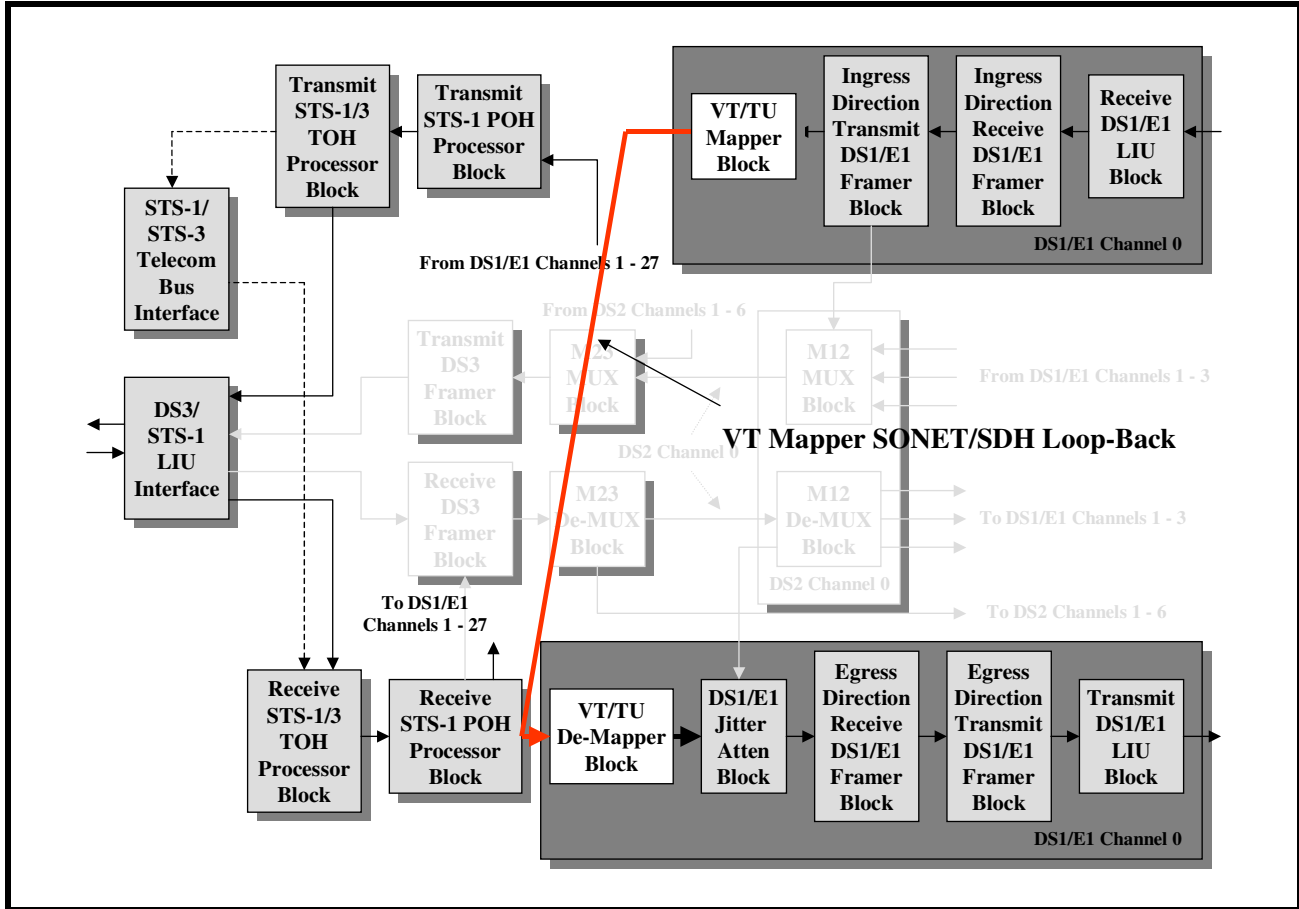 Transmit
STS-1/3
TOH
Processor
Block
Transmit
STS-1 POH
Processor
Block
VT/TU
Mapper
Block
Ingress
Direction
Transmit
DS1/E1
Framer
Block
Ingress
Direction
Receive
DS1/E1
Framer
Block
Receive
DS1/E1
LIU
Block
DS1/E1 Channel 0
STS-1/
STS-3
Telecom
Bus
Interface
From DS1/E1 Channels 1 - 27
From DS2 Channels 1 - 6
Transmit
DS3
Framer
Block
M23
MUX
Block
M12
MUX
Block
From DS1/E1 Channels 1 - 3
DS3/
STS-1
LIU
Interface
VT Mapper SONET/SDH Loop-Back
DS2 Channel 0
Receive
DS3
Framer
Block
M23
De-MUX
Block
M12
De-MUX
Block
DS2 Channel 0
To DS1/E1 Channels 1 - 3
To DS2 Channels 1 - 6
To DS1/E1
Channels 1 - 27
Receive
STS-1/3
TOH
Processor
Block
Receive
STS-1 POH
Processor
Block
VT/TU
De-Mapper
Block
DS1/E1
Jitter
Atten
Block
Egress
Direction
Receive
DS1/E1
Framer
Block
Egress
Direction
Transmit
DS1/E1
Framer
Block
Transmit
DS1/E1
LIU
Block
DS1/E1 Channel 0